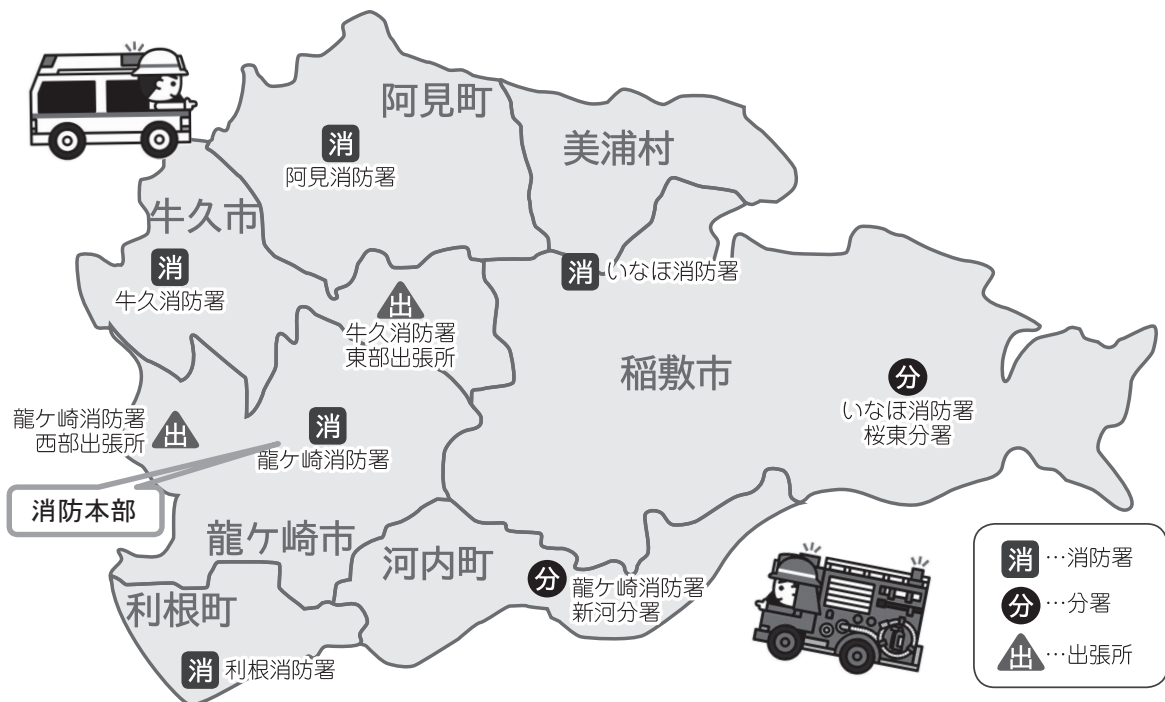 阿見町
消
阿見消防署
美浦村
牛久市
消
牛久消防署
消 いなほ消防署
出
牛久消防署
東部出張所
稲敷市
分
いなほ消防署
桜東分署
龍ケ崎消防署
西部出張所
出
消
龍ケ崎消防署
消防本部
龍ケ崎市
河内町
分
龍ケ崎消防署
新河分署
利根町
消 利根消防署
消 …消防署
分 …分署
出 …出張所